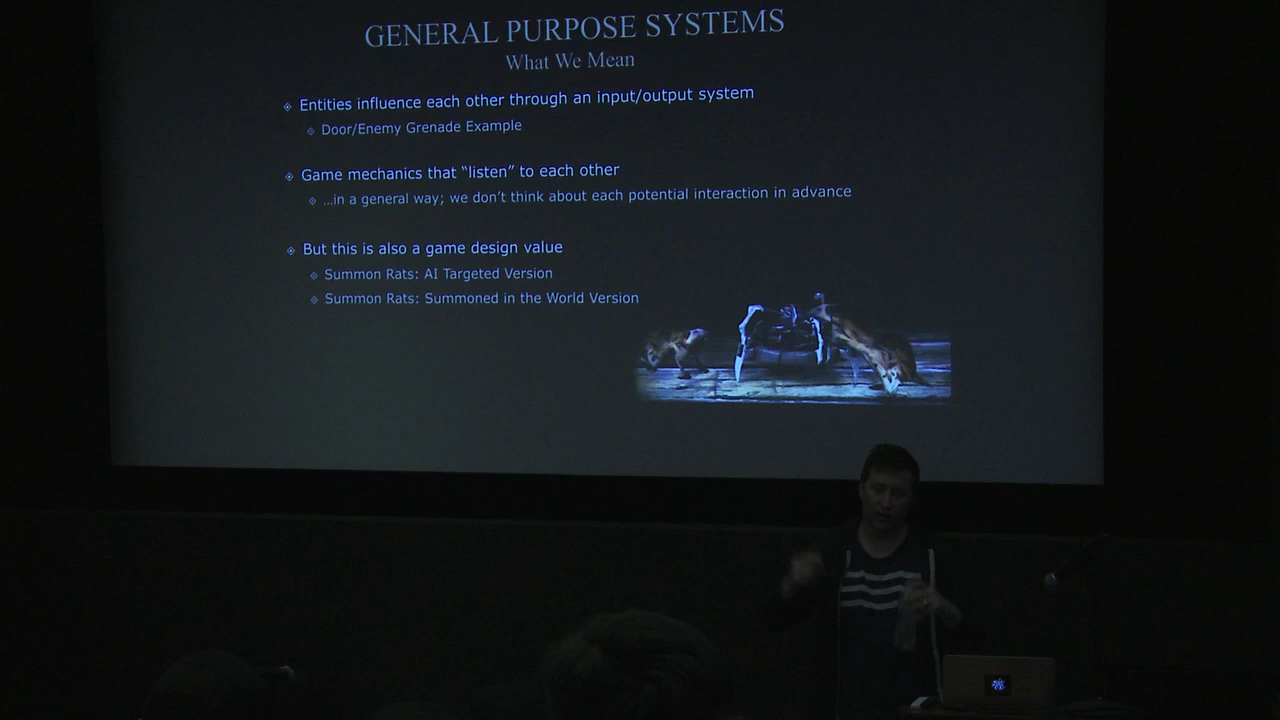 GENERAL PURPOSE SYSTEMS
What We Mean
Entities influence each other through an input/output system
Door/Enemy Grenade Example
Game mechanics that “listen” to each other
...in a general way; we don’t think about each potential interaction in advance
But this is also a game design value
Summon Rats: AI Targeted Version
Summon Rats: Summoned in the World Version